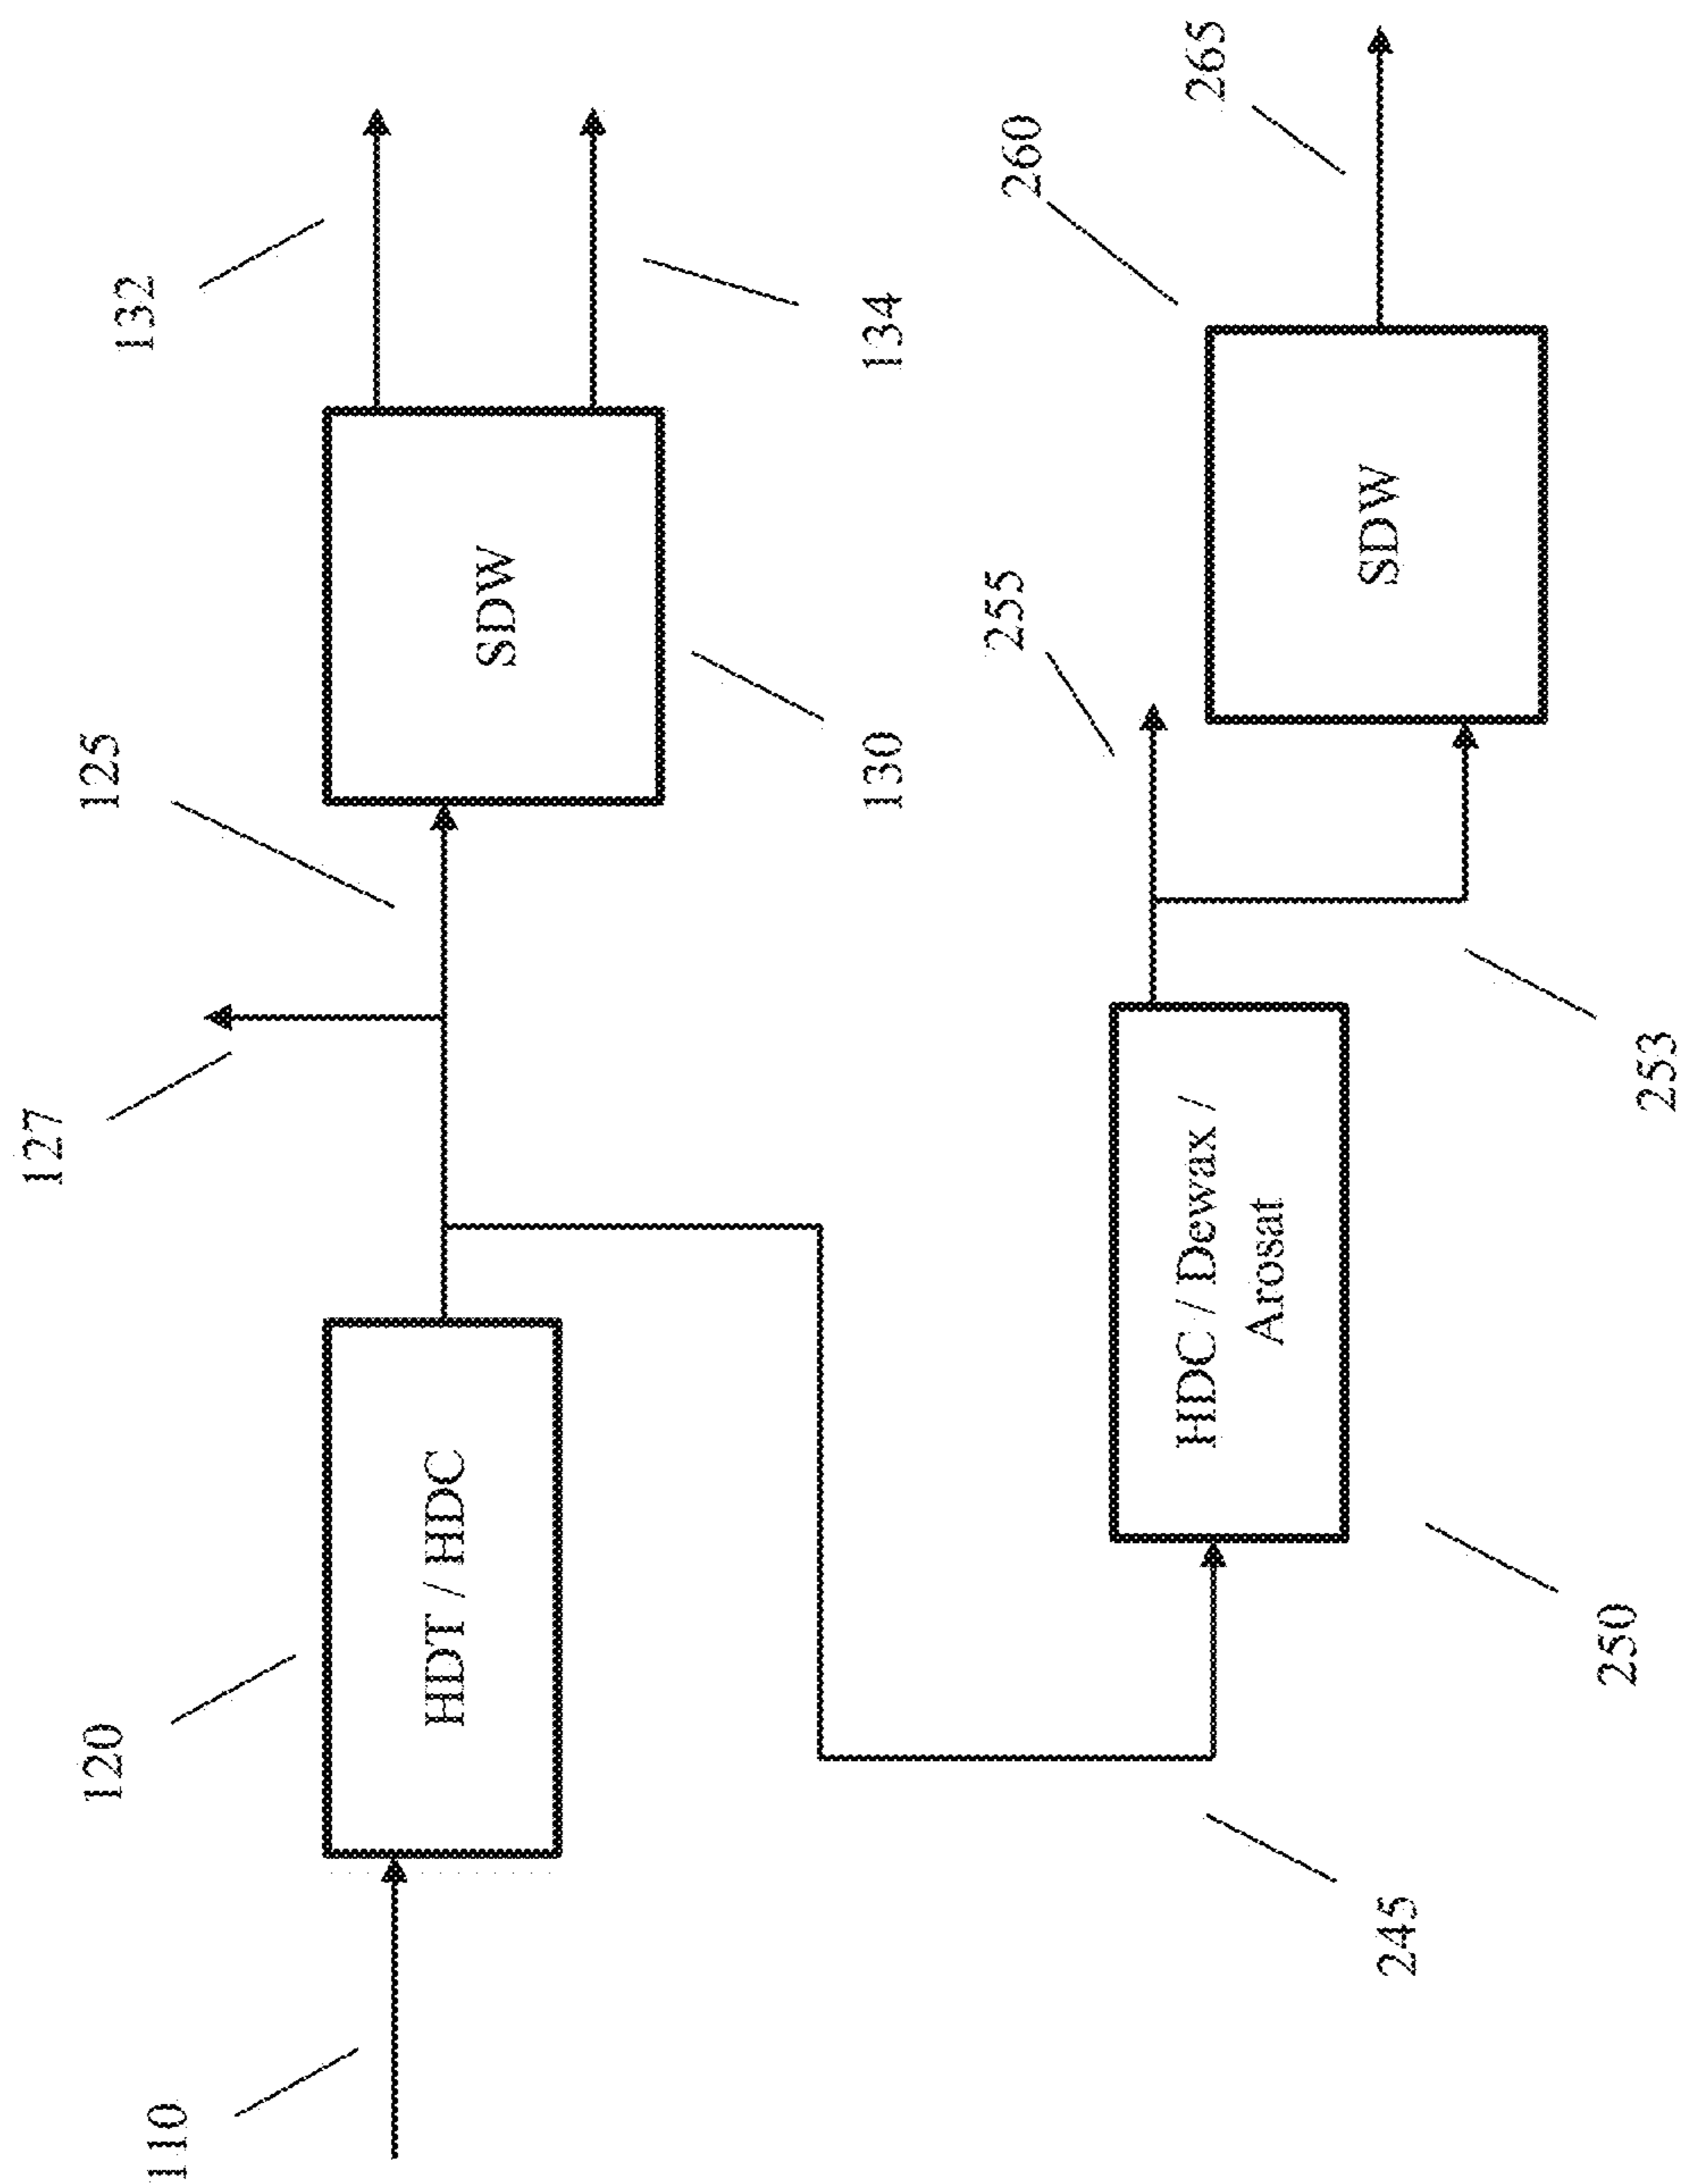 110
120
HDT / HDC
127
125
SDW
130
132
134
245
250
HDC / Dewax /
Arosat
253
255
SDW
260
265